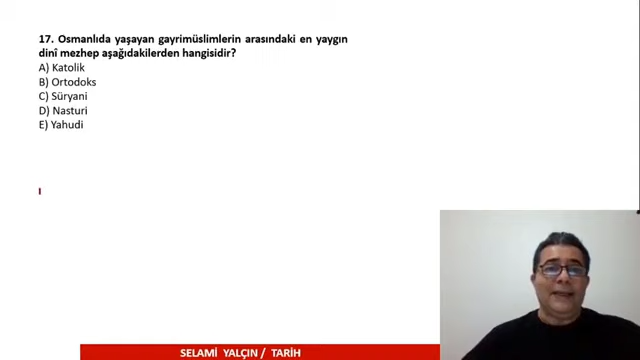 17. Osmanlıda yaşayan gayrimüslimlerin arasındaki en yaygın
dinî mezhep aşağıdakilerden hangisidir?
A) Katolik
B) Ortodoks
C) Süryani
D) Nasturi
E) Yahudi
SELAMİ YALÇIN / TARİH